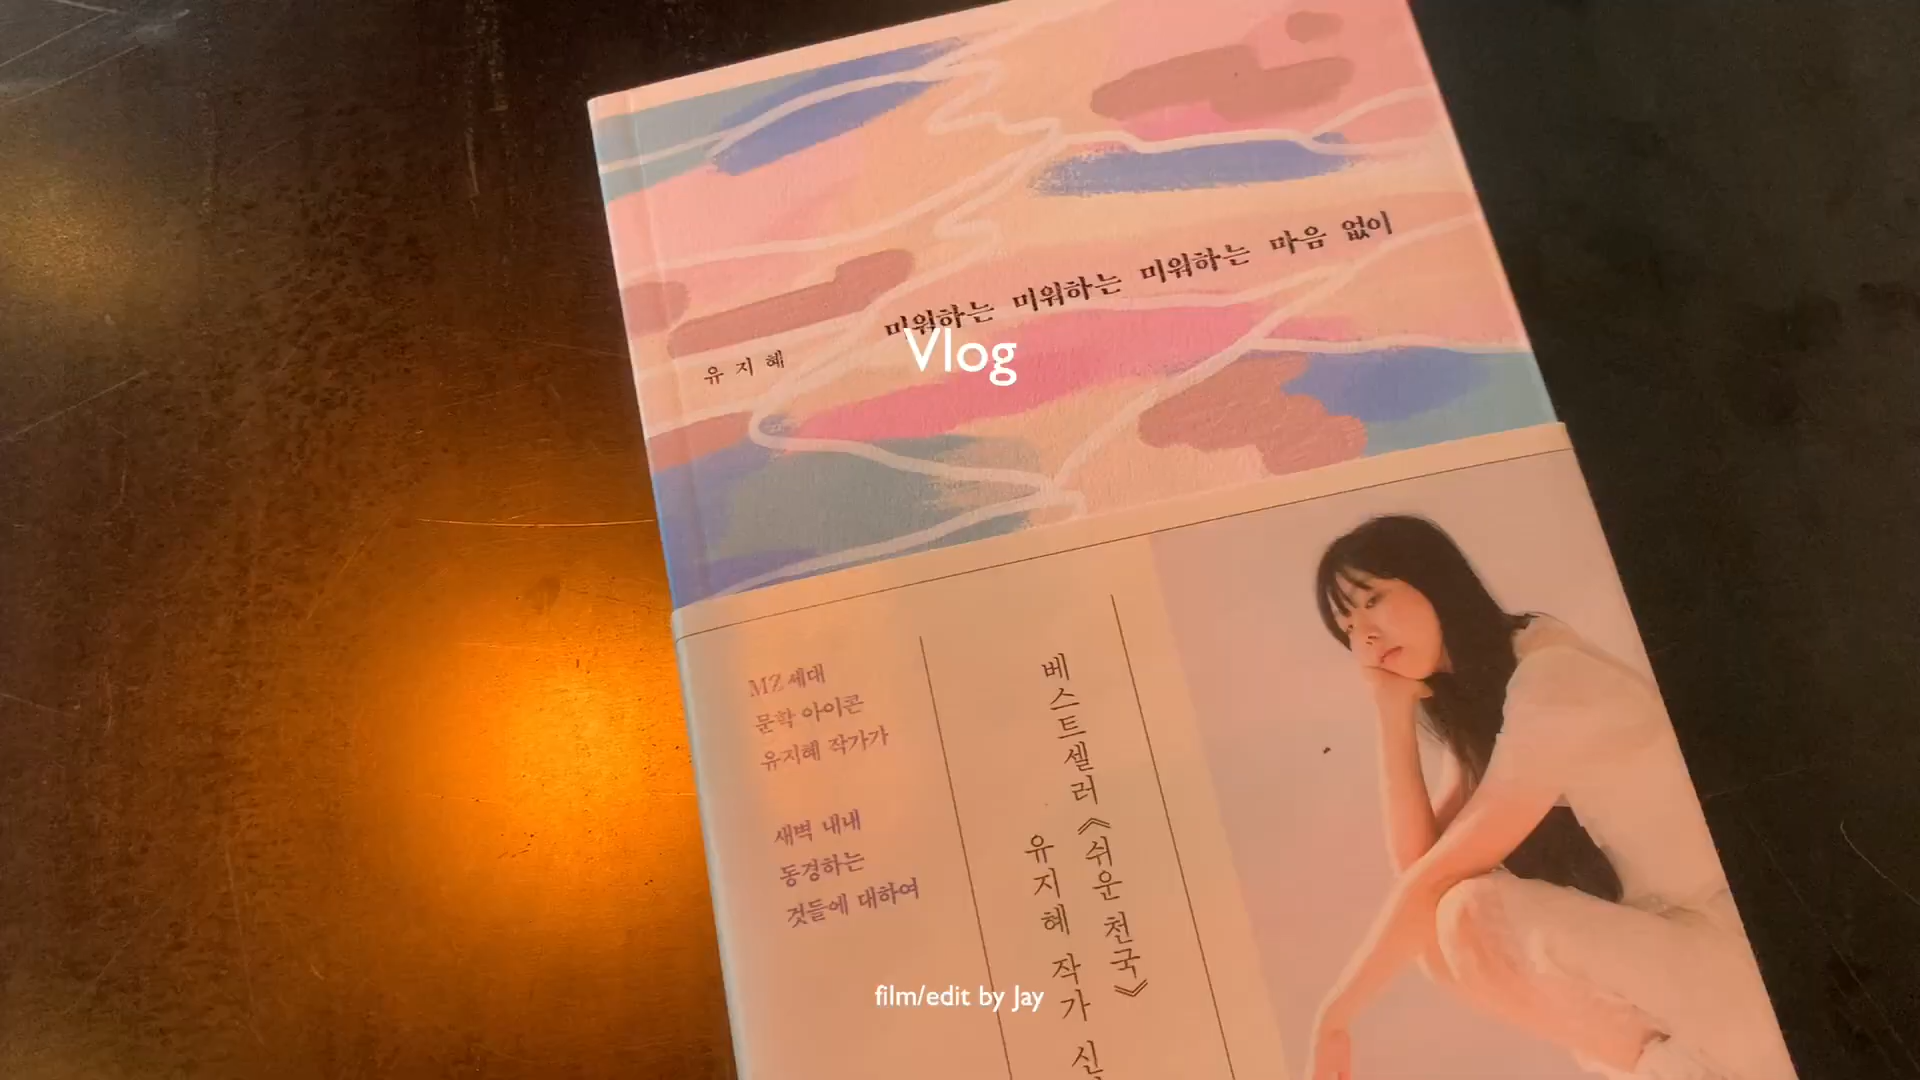 미워하는 미워하는 미워하는 마음 없이
유지혜
Vlog
MZ세대
문학 아이콘
유지혜 작가가
새벽 내내
동경하는
것들에 대하여
베스트셀러 《쉬운 천국》
유지혜 작가
film/edit by Jay